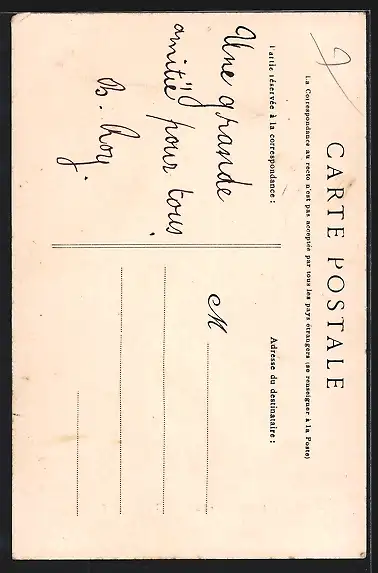 CARTE POSTALE
La Correspondance au recto n'est pas acceptée par tous les pays étrangers (se renseigner à la Poste)
Partie réservée à la correspondance :
Adresse du destinataire :
Une grande
amitié pour tous.
B. Roy.
M